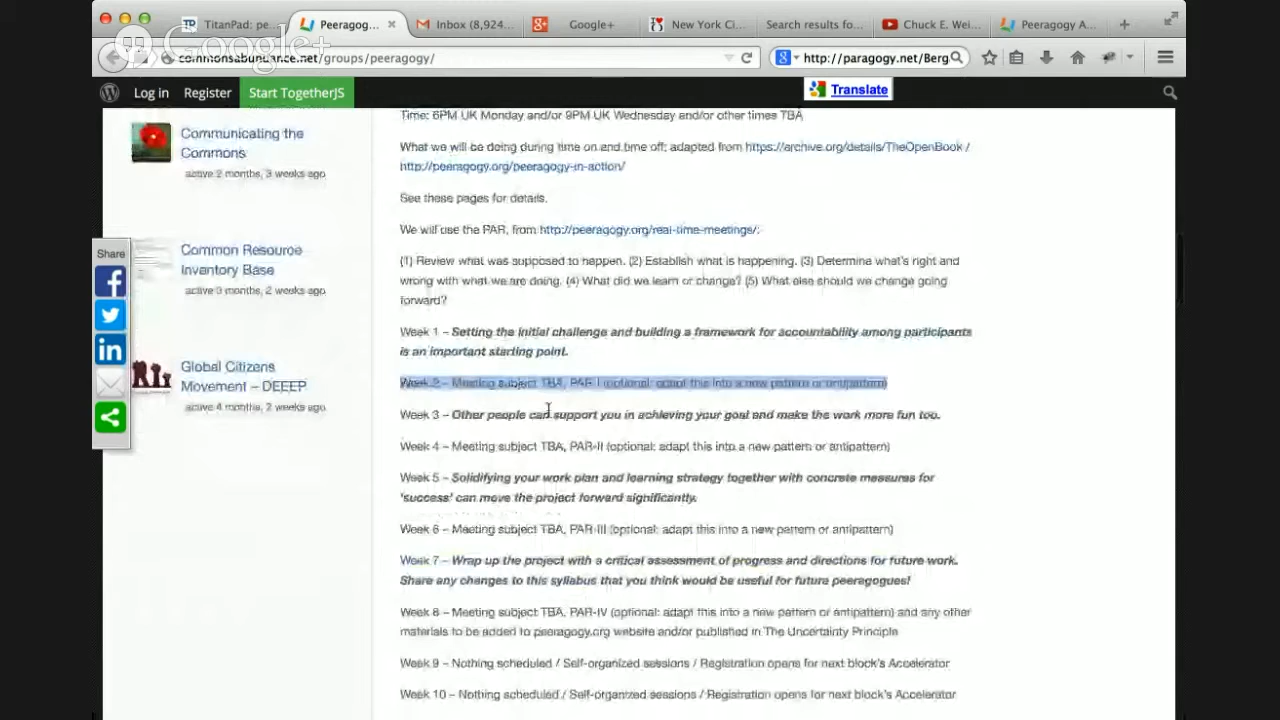 TitanPad: pe...
Peeragog...
Inbox (8,924...
Google+
New York Ci...
Search results fo...
Chuck E. Wei...
Peeragogy A...
Google+
commonsabundance.net/groups/peeragogy/
http://paragogy.net/Berg
Log in
Register
Start TogetherJS
Translate
Communicating the
Commons
active 2 months, 3 weeks ago
Common Resource
Inventory Base
active 3 months, 2 weeks ago
Global Citizens
Movement – DEEEP
active 4 months, 2 weeks ago
Share
Time: 6PM UK Monday and/or 9PM UK Wednesday and/or other times TBA
What we will be doing during time on and time off; adapted from https://archive.org/details/TheOpenBook /
http://peeragogy.org/peeragogy-in-action/
See these pages for details.
We will use the PAR, from http://peeragogy.org/real-time-meetings/:
(1) Review what was supposed to happen. (2) Establish what is happening. (3) Determine what's right and
wrong with what we are doing. (4) What did we learn or change? (5) What else should we change going
forward?
Week 1 – Setting the initial challenge and building a framework for accountability among participants
is an important starting point.
Week 2 – Meeting subject TBA, PAR-I (optional: adapt this into a new pattern or antipattern)
Week 3 – Other people can support you in achieving your goal and make the work more fun too.
Week 4 – Meeting subject TBA, PAR-II (optional: adapt this into a new pattern or antipattern)
Week 5 – Solidifying your work plan and learning strategy together with concrete measures for
'success' can move the project forward significantly.
Week 6 – Meeting subject TBA, PAR-III (optional: adapt this into a new pattern or antipattern)
Week 7 – Wrap up the project with a critical assessment of progress and directions for future work.
Share any changes to this syllabus that you think would be useful for future peeragogues!
Week 8 – Meeting subject TBA, PAR-IV (optional: adapt this into a new pattern or antipattern) and any other
materials to be added to peeragogy.org website and/or published in The Uncertainty Principle
Week 9 – Nothing scheduled / Self-organized sessions / Registration opens for next block's Accelerator
Week 10 – Nothing scheduled / Self-organized sessions / Registration opens for next block's Accelerator